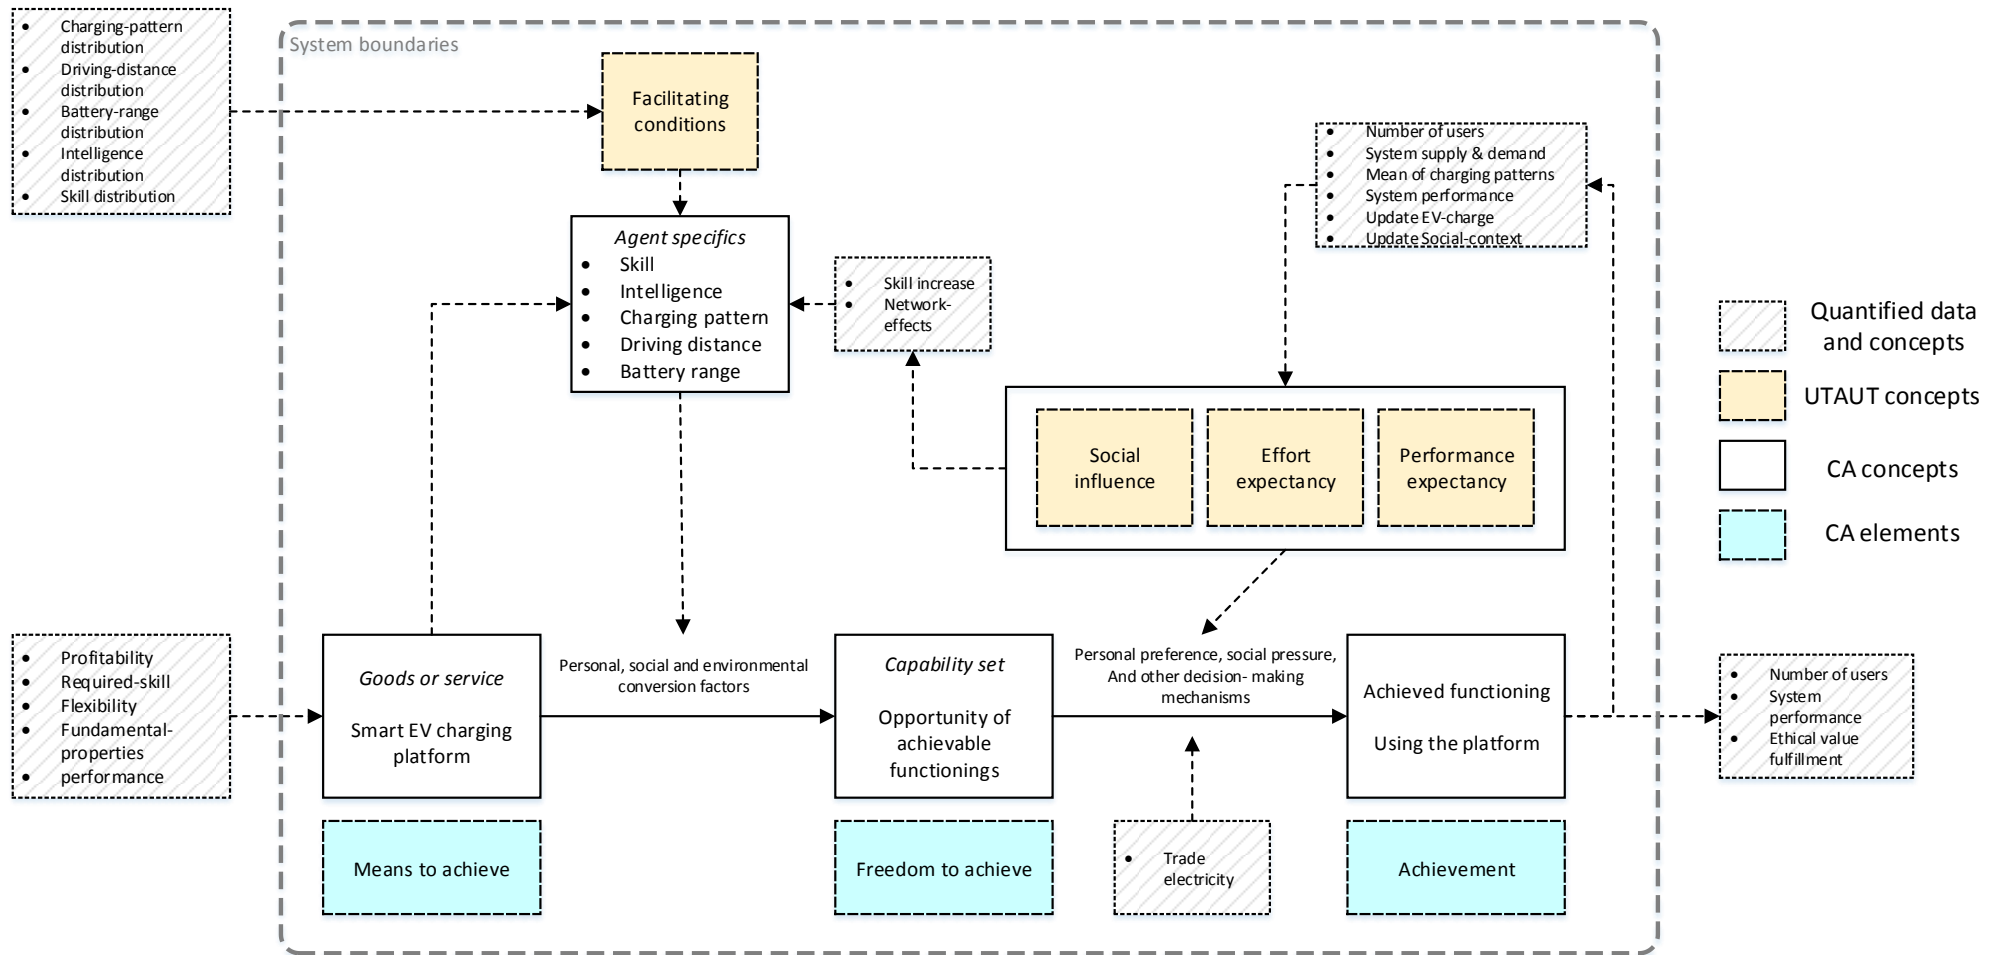 Charging-pattern
distribution
Driving-distance
distribution
Battery-range
distribution
Intelligence
distribution
Skill distribution
System boundaries
Facilitating
conditions
Number of users
System supply & demand
Mean of charging patterns
System performance
Update EV-charge
Update Social-context
Agent specifics
Skill
Intelligence
Charging pattern
Driving distance
Battery range
Skill increase
Network-
effects
Social
influence
Effort
expectancy
Performance
expectancy
Quantified data
and concepts
UTAUT concepts
CA concepts
CA elements
Profitability
Required-skill
Flexibility
Fundamental-
properties
performance
Goods or service
Smart EV charging
platform
Personal, social and environmental
conversion factors
Capability set
Opportunity of
achievable
functionings
Personal preference, social pressure,
And other decision- making
mechanisms
Achieved functioning
Using the platform
Number of users
System
performance
Ethical value
fulfillment
Means to achieve
Freedom to achieve
Trade
electricity
Achievement